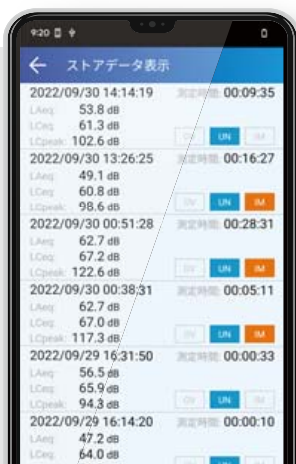 9:20
ストアデータ表示
2022/09/30 14:14:19 測定時間: 00:09:35
LAeq: 53.8 dB
LCeq: 61.3 dB
LCpeak: 102.6 dB OV UN IM
2022/09/30 13:26:25 測定時間: 00:16:27
LAeq: 49.1 dB
LCeq: 60.8 dB
LCpeak: 98.6 dB OV UN IM
2022/09/30 00:51:28 測定時間: 00:28:31
LAeq: 62.7 dB
LCeq: 67.2 dB
LCpeak: 122.6 dB OV UN IM
2022/09/30 00:38:31 測定時間: 00:05:11
LAeq: 62.7 dB
LCeq: 67.0 dB
LCpeak: 117.3 dB OV UN IM
2022/09/29 16:31:50 測定時間: 00:00:33
LAeq: 56.5 dB
LCeq: 65.9 dB
LCpeak: 94.3 dB OV UN IM
2022/09/29 16:14:20 測定時間: 00:00:10
LAeq: 47.2 dB
LCeq: 64.0 dB